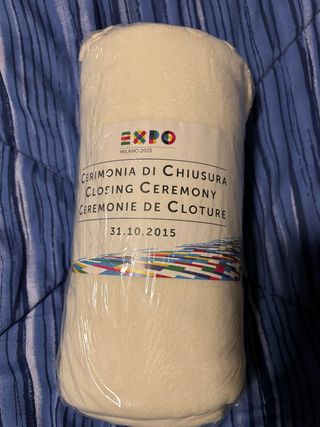 EXPO
MILANO 2015
CERIMONIA DI CHIUSURA
CLOSING CEREMONY
CEREMONIE DE CLOTURE
31.10.2015